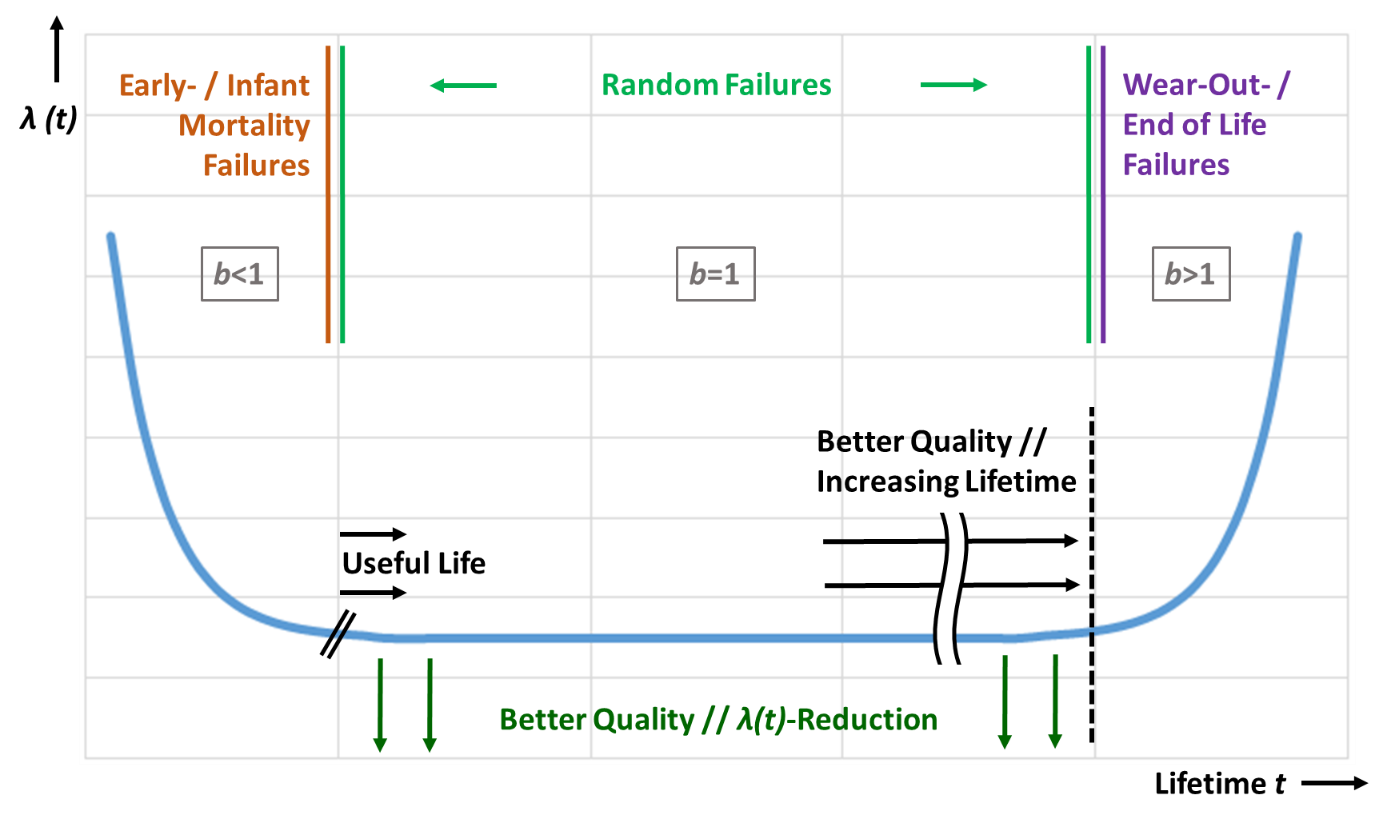 λ (t)
Early- / Infant
Mortality
Failures
Random Failures
Wear-Out- /
End of Life
Failures
b<1
b=1
b>1
Better Quality //
Increasing Lifetime
Useful Life
Better Quality // λ(t)-Reduction
Lifetime t